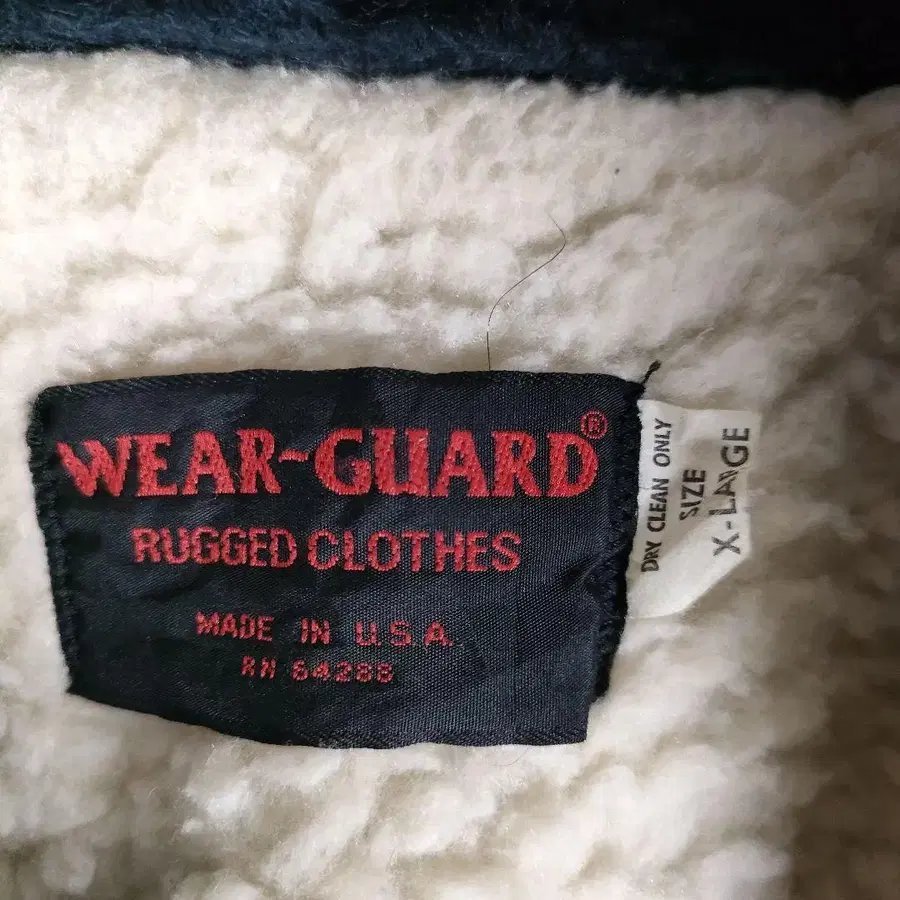 WEAR-GUARD®
RUGGED CLOTHES
MADE IN U.S.A.
RN 64288
DRY CLEAN ONLY
SIZE
X-LARGE